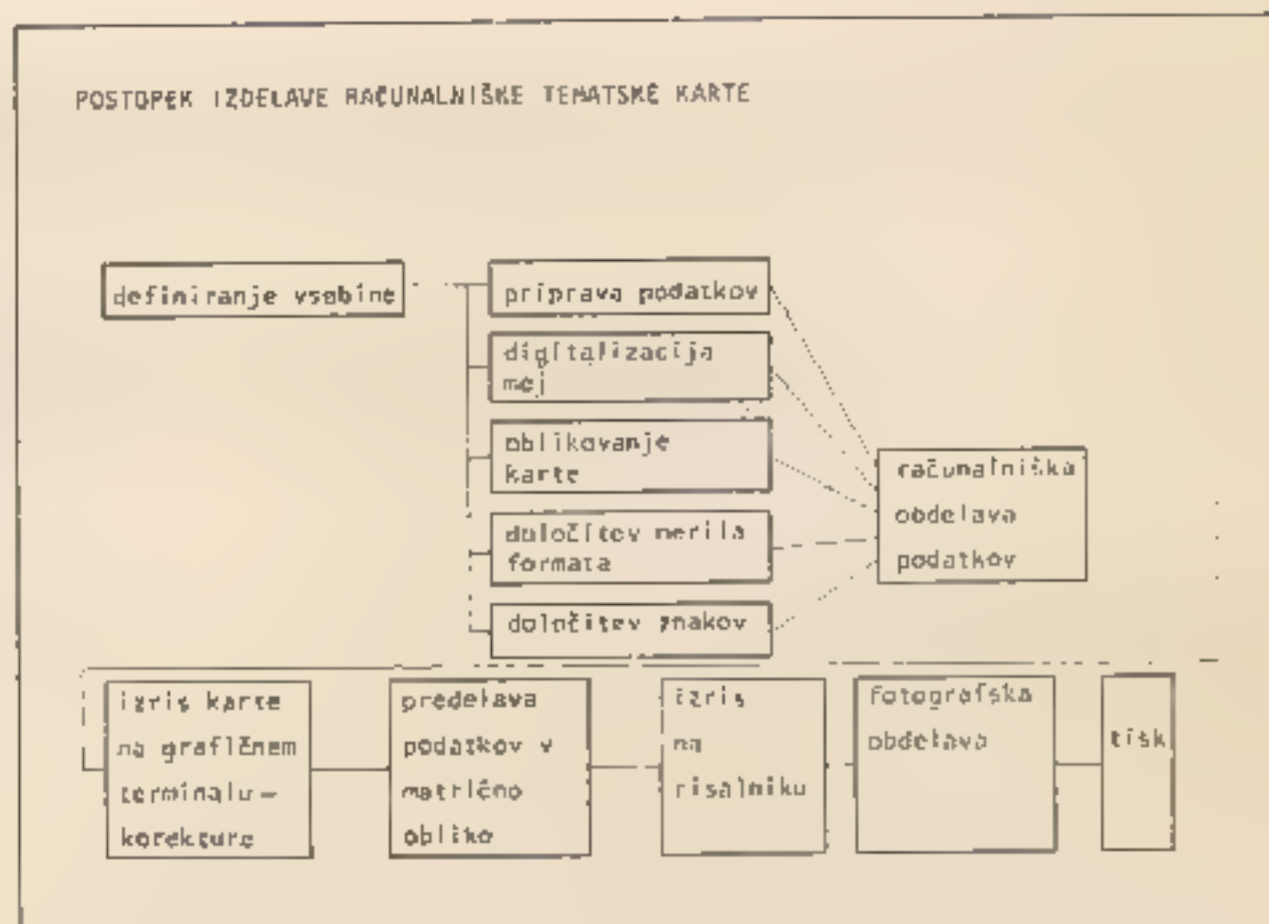 POSTOPEK IZDELAVE RAČUNALNIŠKE TEMATSKE KARTE
definiranje vsebine
priprava podatkov
digitalizacija
mej
oblikovanje
karte
določitev merila
formata
določitev znakov
računalniška
obdelava
podatkov
izris karte
na grafičnem
terminalu-
korekture
predelava
podatkov v
matrično
obliko
izris
na
risalniku
fotografska
obdelava
tisk